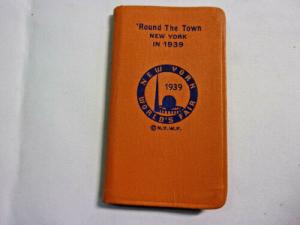 'Round The Town
NEW YORK
IN 1939
NEW YORK
1939
WORLD'S FAIR
© N.Y.W.F.